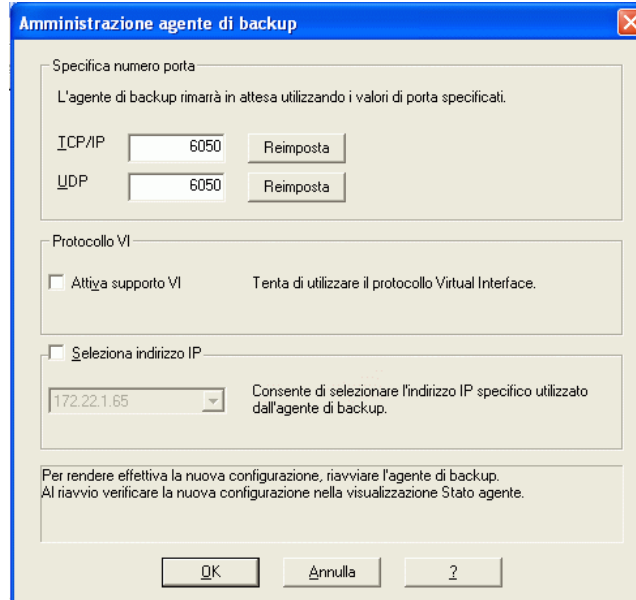 Amministrazione agente di backup
Specifica numero porta
L'agente di backup rimarrà in attesa utilizzando i valori di porta specificati.
TCP/IP 6050 Reimposta
UDP 6050 Reimposta
Protocollo VI
Attiva supporto VI Tenta di utilizzare il protocollo Virtual Interface.
Seleziona indirizzo IP
172.22.1.65 Consente di selezionare l'indirizzo IP specifico utilizzato
dall'agente di backup.
Per rendere effettiva la nuova configurazione, riavviare l'agente di backup.
Al riavvio verificare la nuova configurazione nella visualizzazione Stato agente.
OK Annulla ?